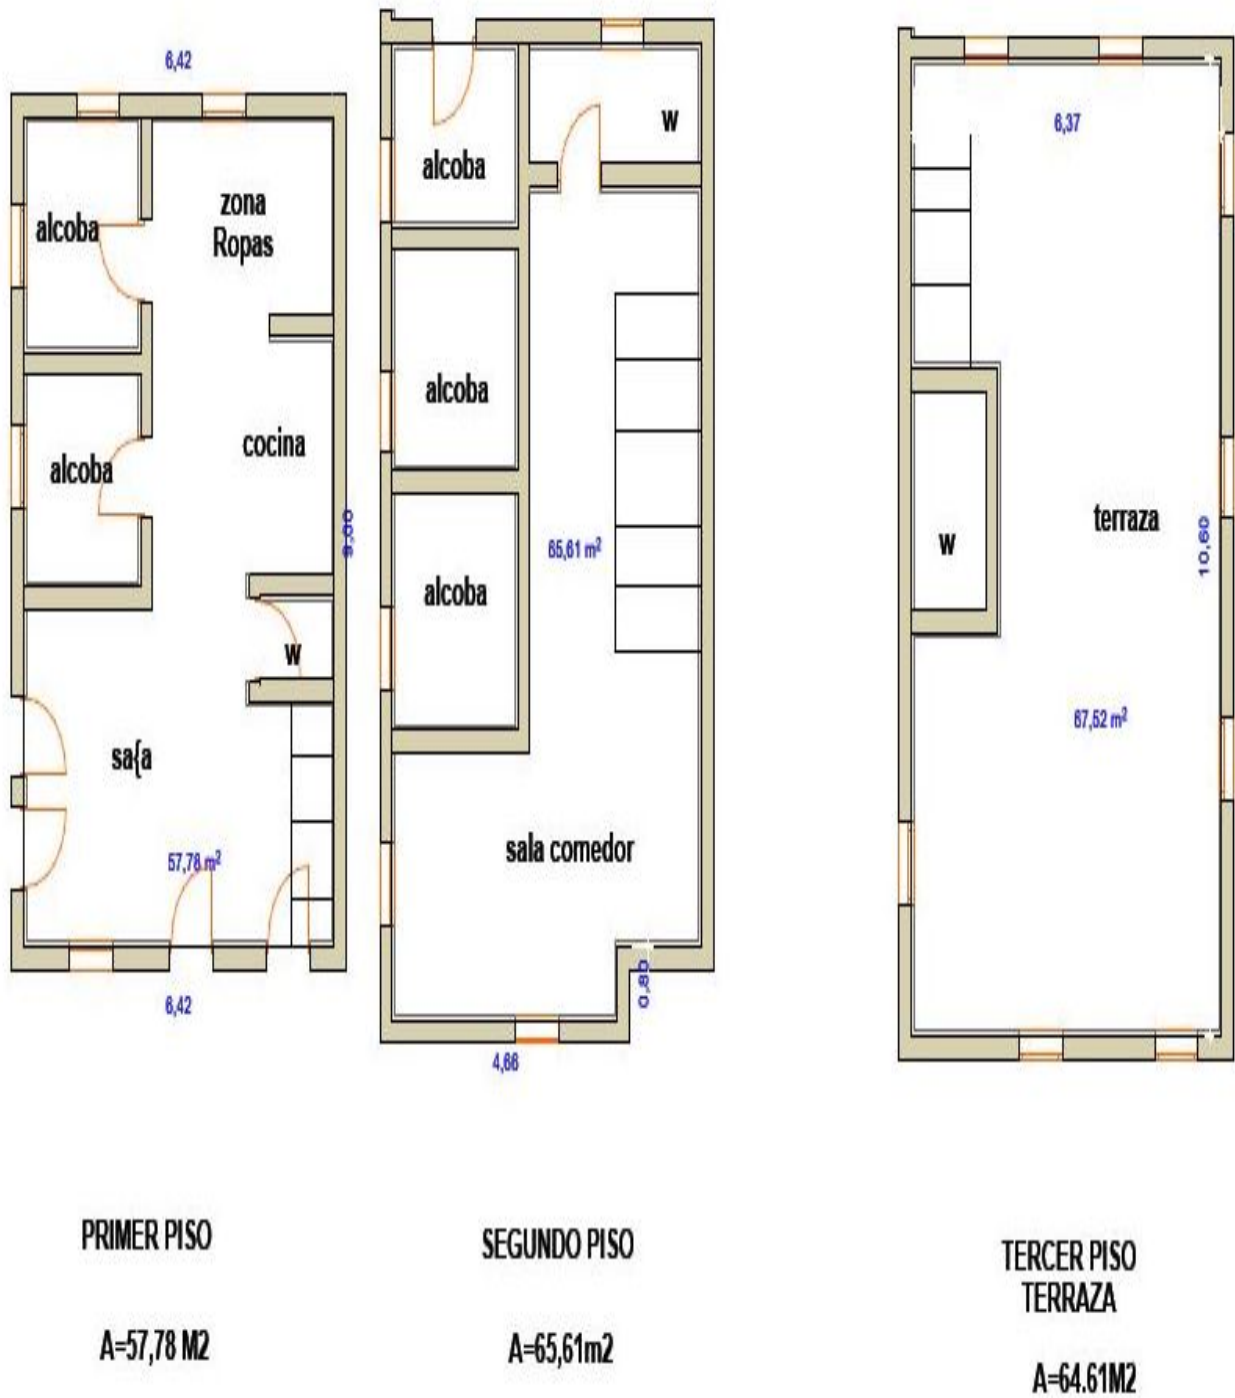 6,42
alcoba
zona
Ropas
alcoba
cocina
9,00
w
sa{a
57,78 m²
6,42
PRIMER PISO
A=57,78 M2
w
alcoba
alcoba
65,61 m²
alcoba
sala comedor
0,80
4,66
SEGUNDO PISO
A=65,61m2
6,37
terraza
10,60
w
67,52 m²
TERCER PISO
TERRAZA
A=64.61M2